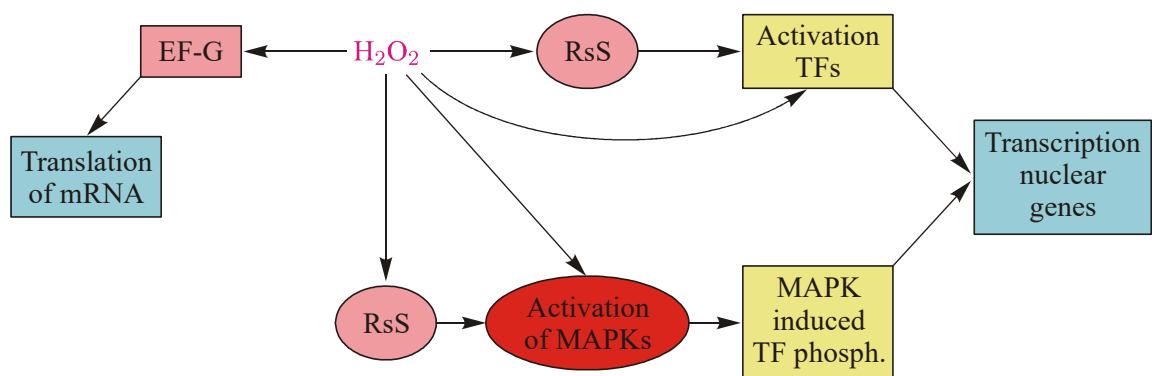 EF-G
H₂O₂
RsS
Activation
TFs
Translation
of mRNA
Transcription
nuclear
genes
RsS
Activation
of MAPKs
MAPK
induced
TF phosph.